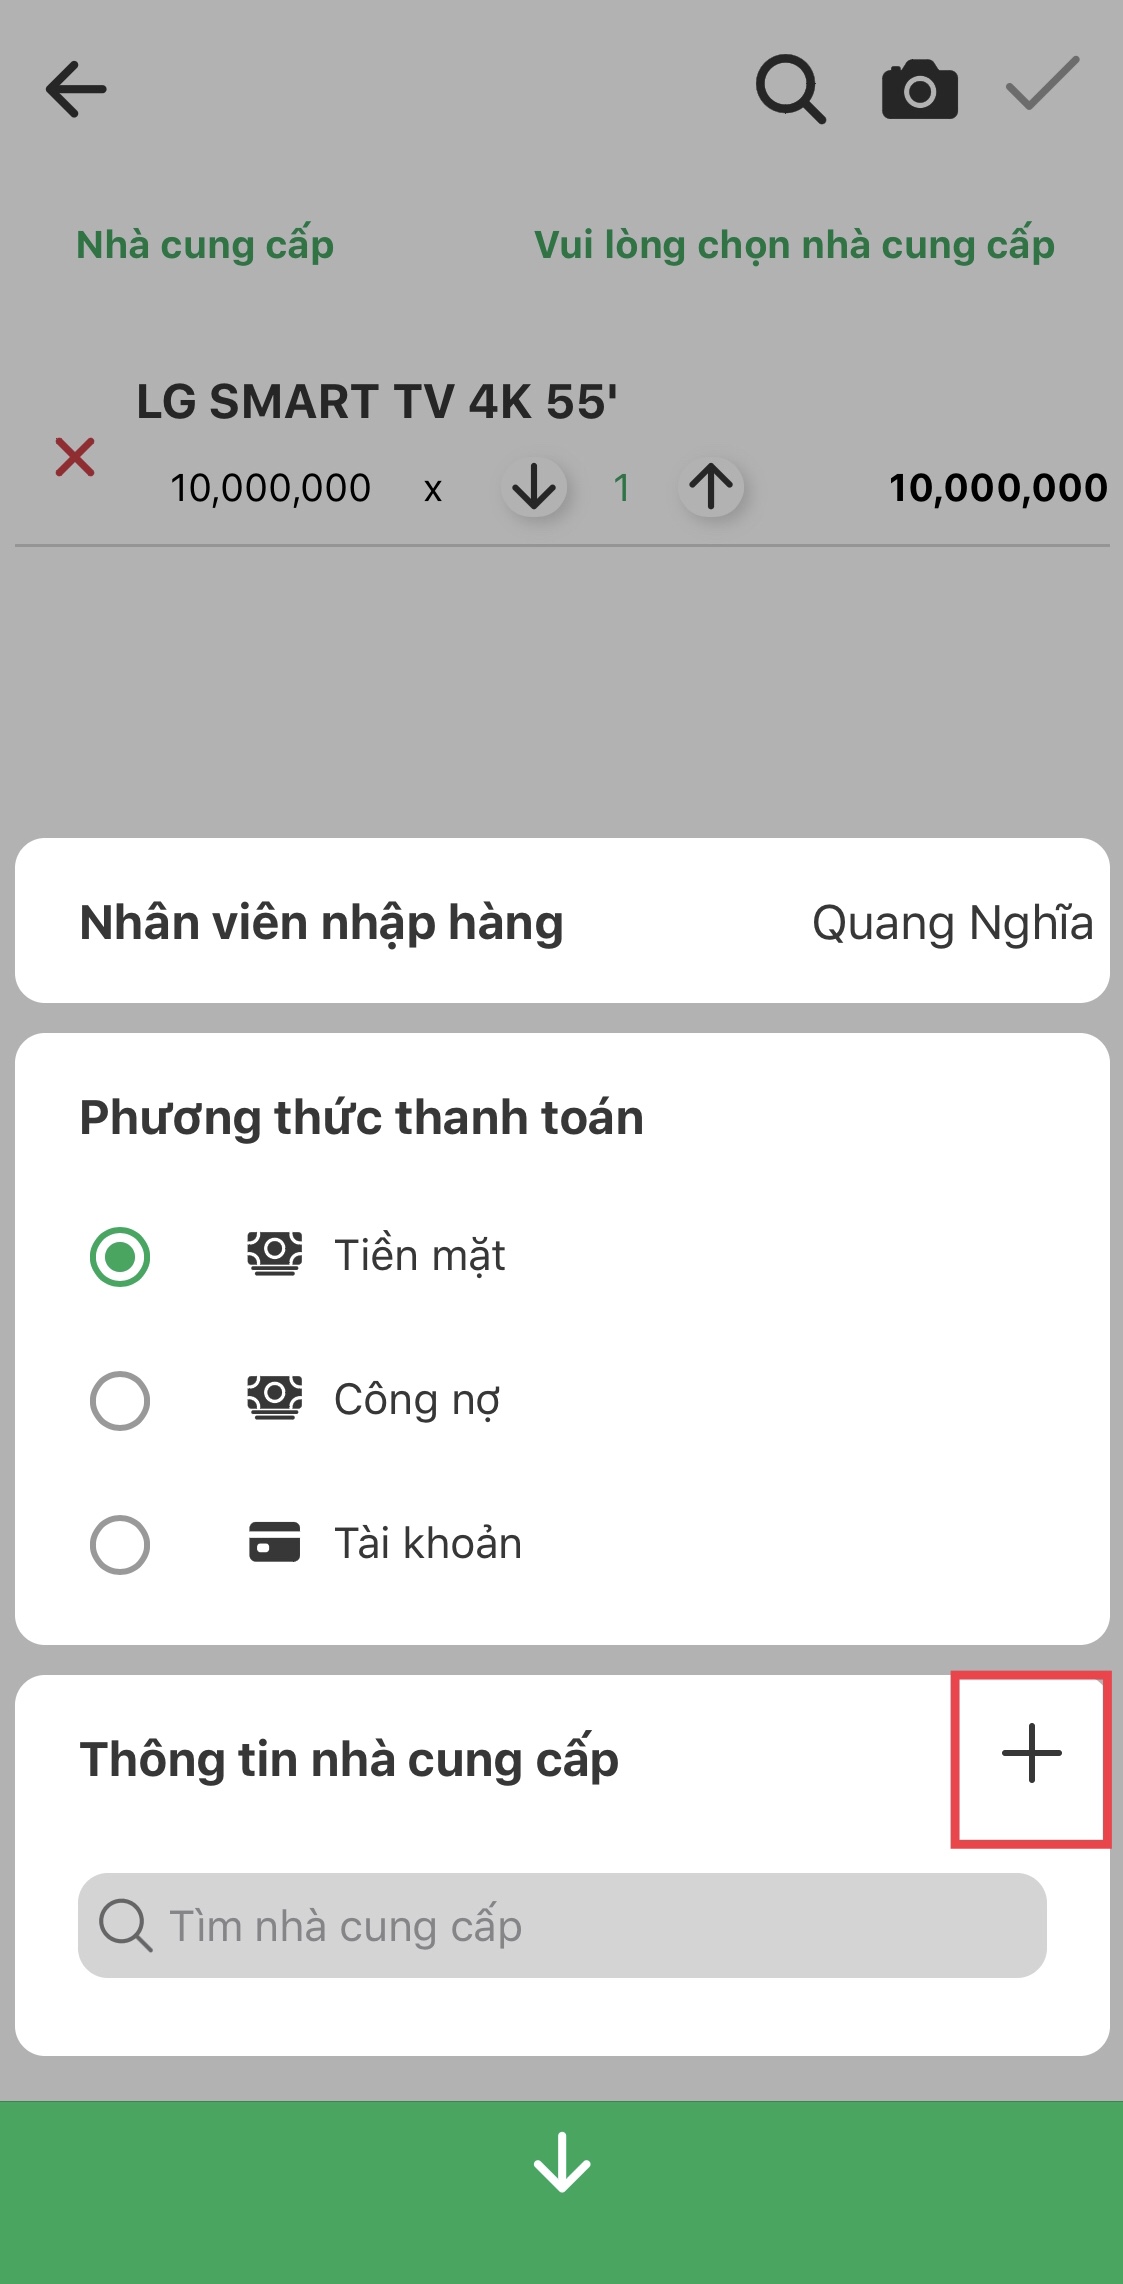 Nhà cung cấp Vui lòng chọn nhà cung cấp
LG SMART TV 4K 55'
10,000,000 x 1 10,000,000
Nhân viên nhập hàng Quang Nghĩa
Phương thức thanh toán
Tiền mặt
Công nợ
Tài khoản
Thông tin nhà cung cấp
Tìm nhà cung cấp